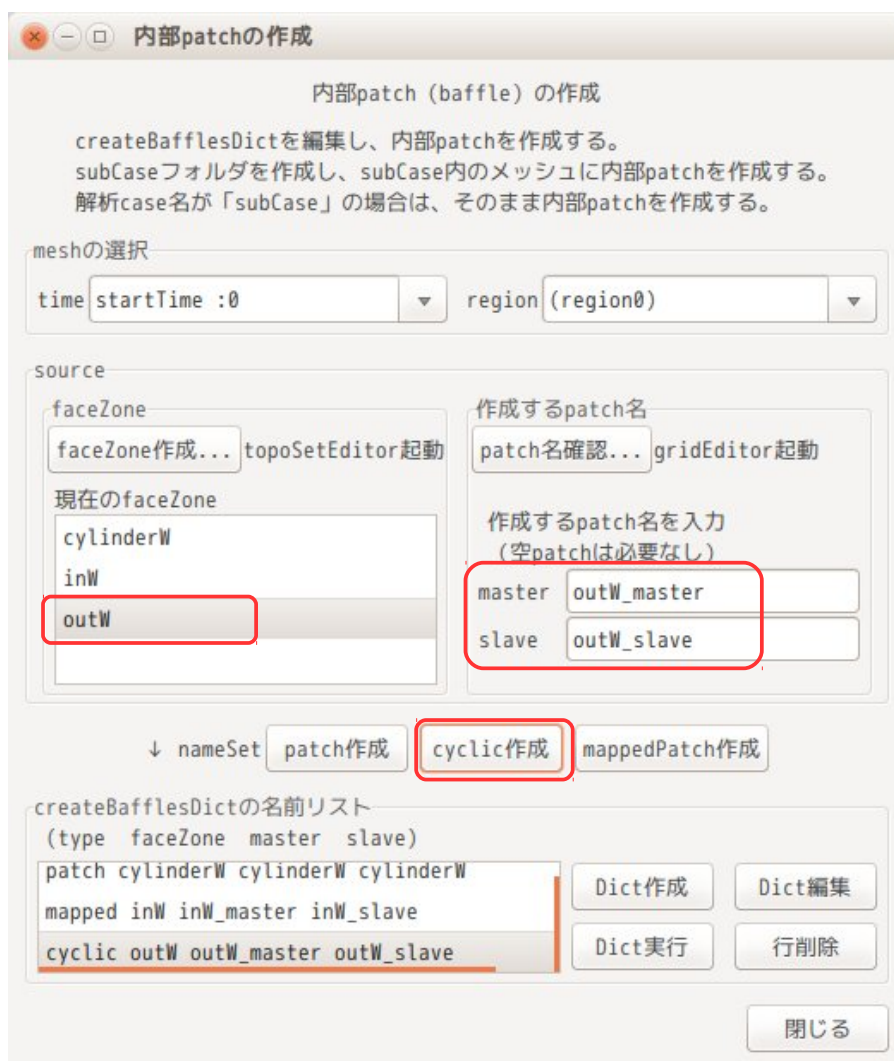 内部patchの作成
内部patch (baffle) の作成
createBafflesDictを編集し、内部patchを作成する。
subCaseフォルダを作成し、subCase内のメッシュに内部patchを作成する。
解析case名が「subCase」の場合は、そのまま内部patchを作成する。
meshの選択
time startTime :0 region (region0)
source
faceZone
faceZone作成... topoSetEditor起動
現在のfaceZone
cylinderW
inW
outW
作成するpatch名
patch名確認... gridEditor起動
作成するpatch名を入力
(空patchは必要なし)
master outW_master
slave outW_slave
↓ nameSet patch作成 cyclic作成 mappedPatch作成
createBafflesDictの名前リスト
(type faceZone master slave)
patch cylinderW cylinderW cylinderW
mapped inW inW_master inW_slave
cyclic outW outW_master outW_slave
Dict作成 Dict編集
Dict実行 行削除
閉じる